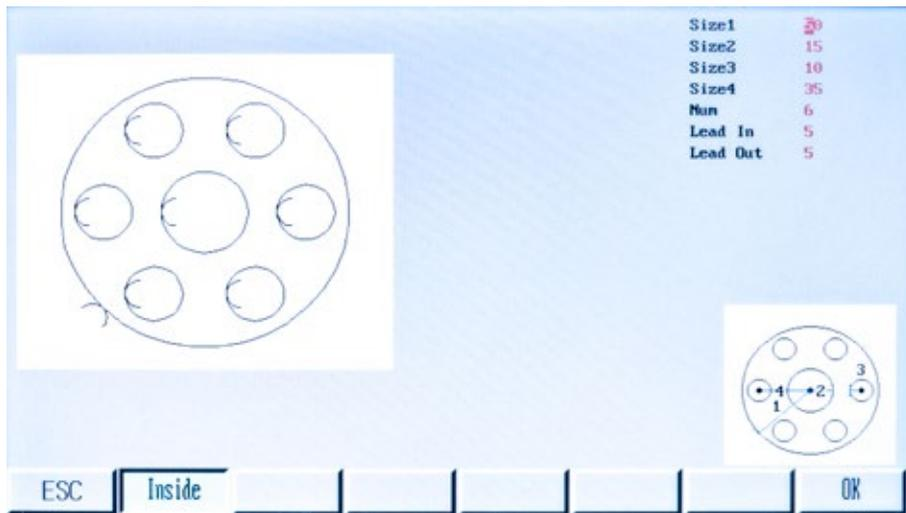 Size1
Size2 15
Size3 10
Size4 35
Num 6
Lead In 5
Lead Out 5
3
4 2
1
ESC Inside OK